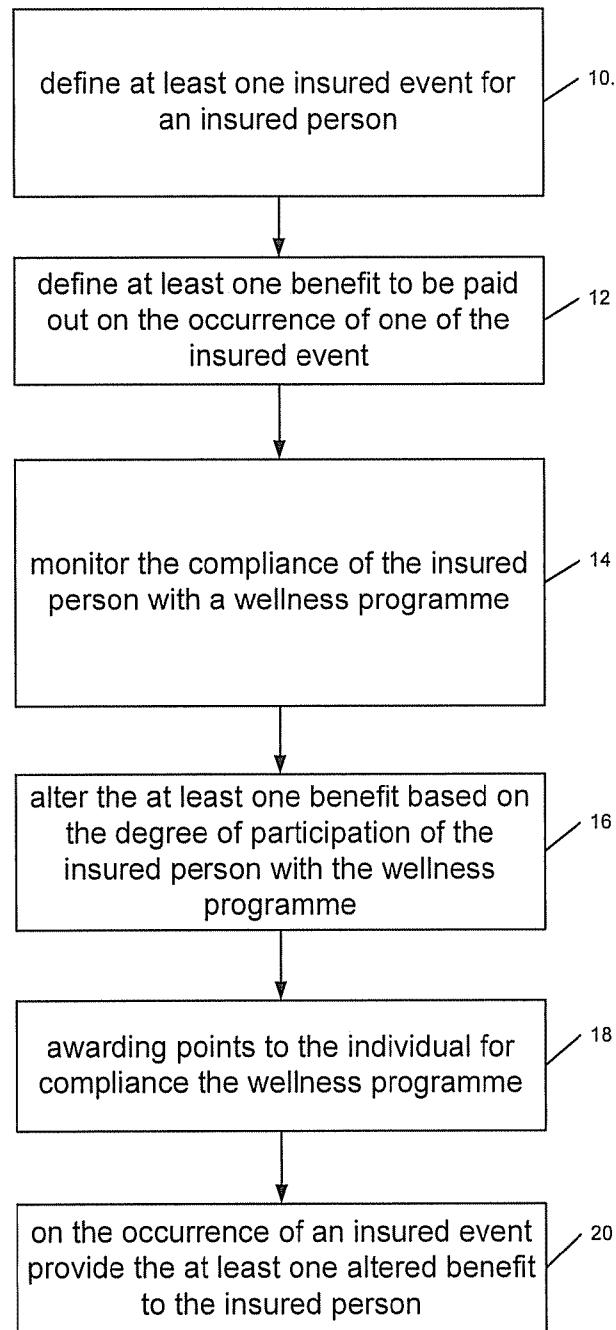 define at least one insured event for
an insured person
10.
define at least one benefit to be paid
out on the occurrence of one of the
insured event
12
monitor the compliance of the insured
person with a wellness programme
14
alter the at least one benefit based on
the degree of participation of the
insured person with the wellness
programme
16
awarding points to the individual for
compliance the wellness programme
18
on the occurrence of an insured event
provide the at least one altered benefit
to the insured person
20